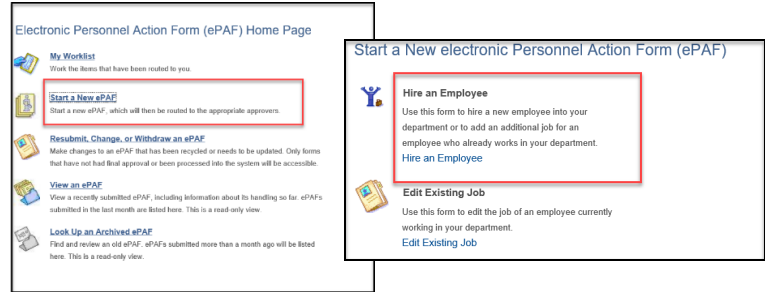 Electronic Personnel Action Form (ePAF) Home Page
My Worklist
Work the items that have been routed to you.
Start a New ePAF
Start a new ePAF, which will then be routed to the appropriate approvers.
Resubmit, Change, or Withdraw an ePAF
Make changes to an ePAF that has been recycled or needs to be updated. Only forms
that have not had final approval or been processed into the system will be accessible.
View an ePAF
View a recently submitted ePAF, including information about its handling so far. ePAFs
submitted in the last month are listed here. This is a read-only view.
Look Up an Archived ePAF
Find and review an old ePAF. ePAFs submitted more than a month ago will be listed
here. This is a read-only view.
Start a New electronic Personnel Action Form (ePAF)
Hire an Employee
Use this form to hire a new employee into your
department or to add an additional job for an
employee who already works in your department.
Hire an Employee
Edit Existing Job
Use this form to edit the job of an employee currently
working in your department.
Edit Existing Job